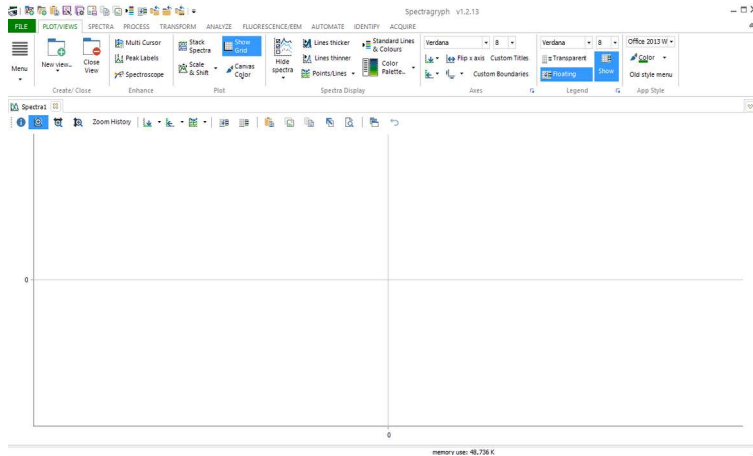 Spectragryph v1.2.13
FILE PLOT/VIEWS SPECTRA PROCESS TRANSFORM ANALYZE FLUORESCENCE/EEM AUTOMATE IDENTIFY ACQUIRE
Menu
New view..
Close View
Create/ Close
Multi Cursor
Peak Labels
Spectroscope
Enhance
Stack Spectra
Scale & Shift
Show Grid
Canvas Color
Plot
Hide spectra
Lines thicker
Lines thinner
Points/Lines
Standard Lines & Colours
Color Palette..
Spectra Display
Verdana 8
Flip x axis Custom Titles
Custom Boundaries
Axes
Verdana 8
Transparent
Floating
Show
Legend
Office 2013 W
Color
Old style menu
App Style
Spectra1
Zoom History
0
0
memory use: 48,736 K